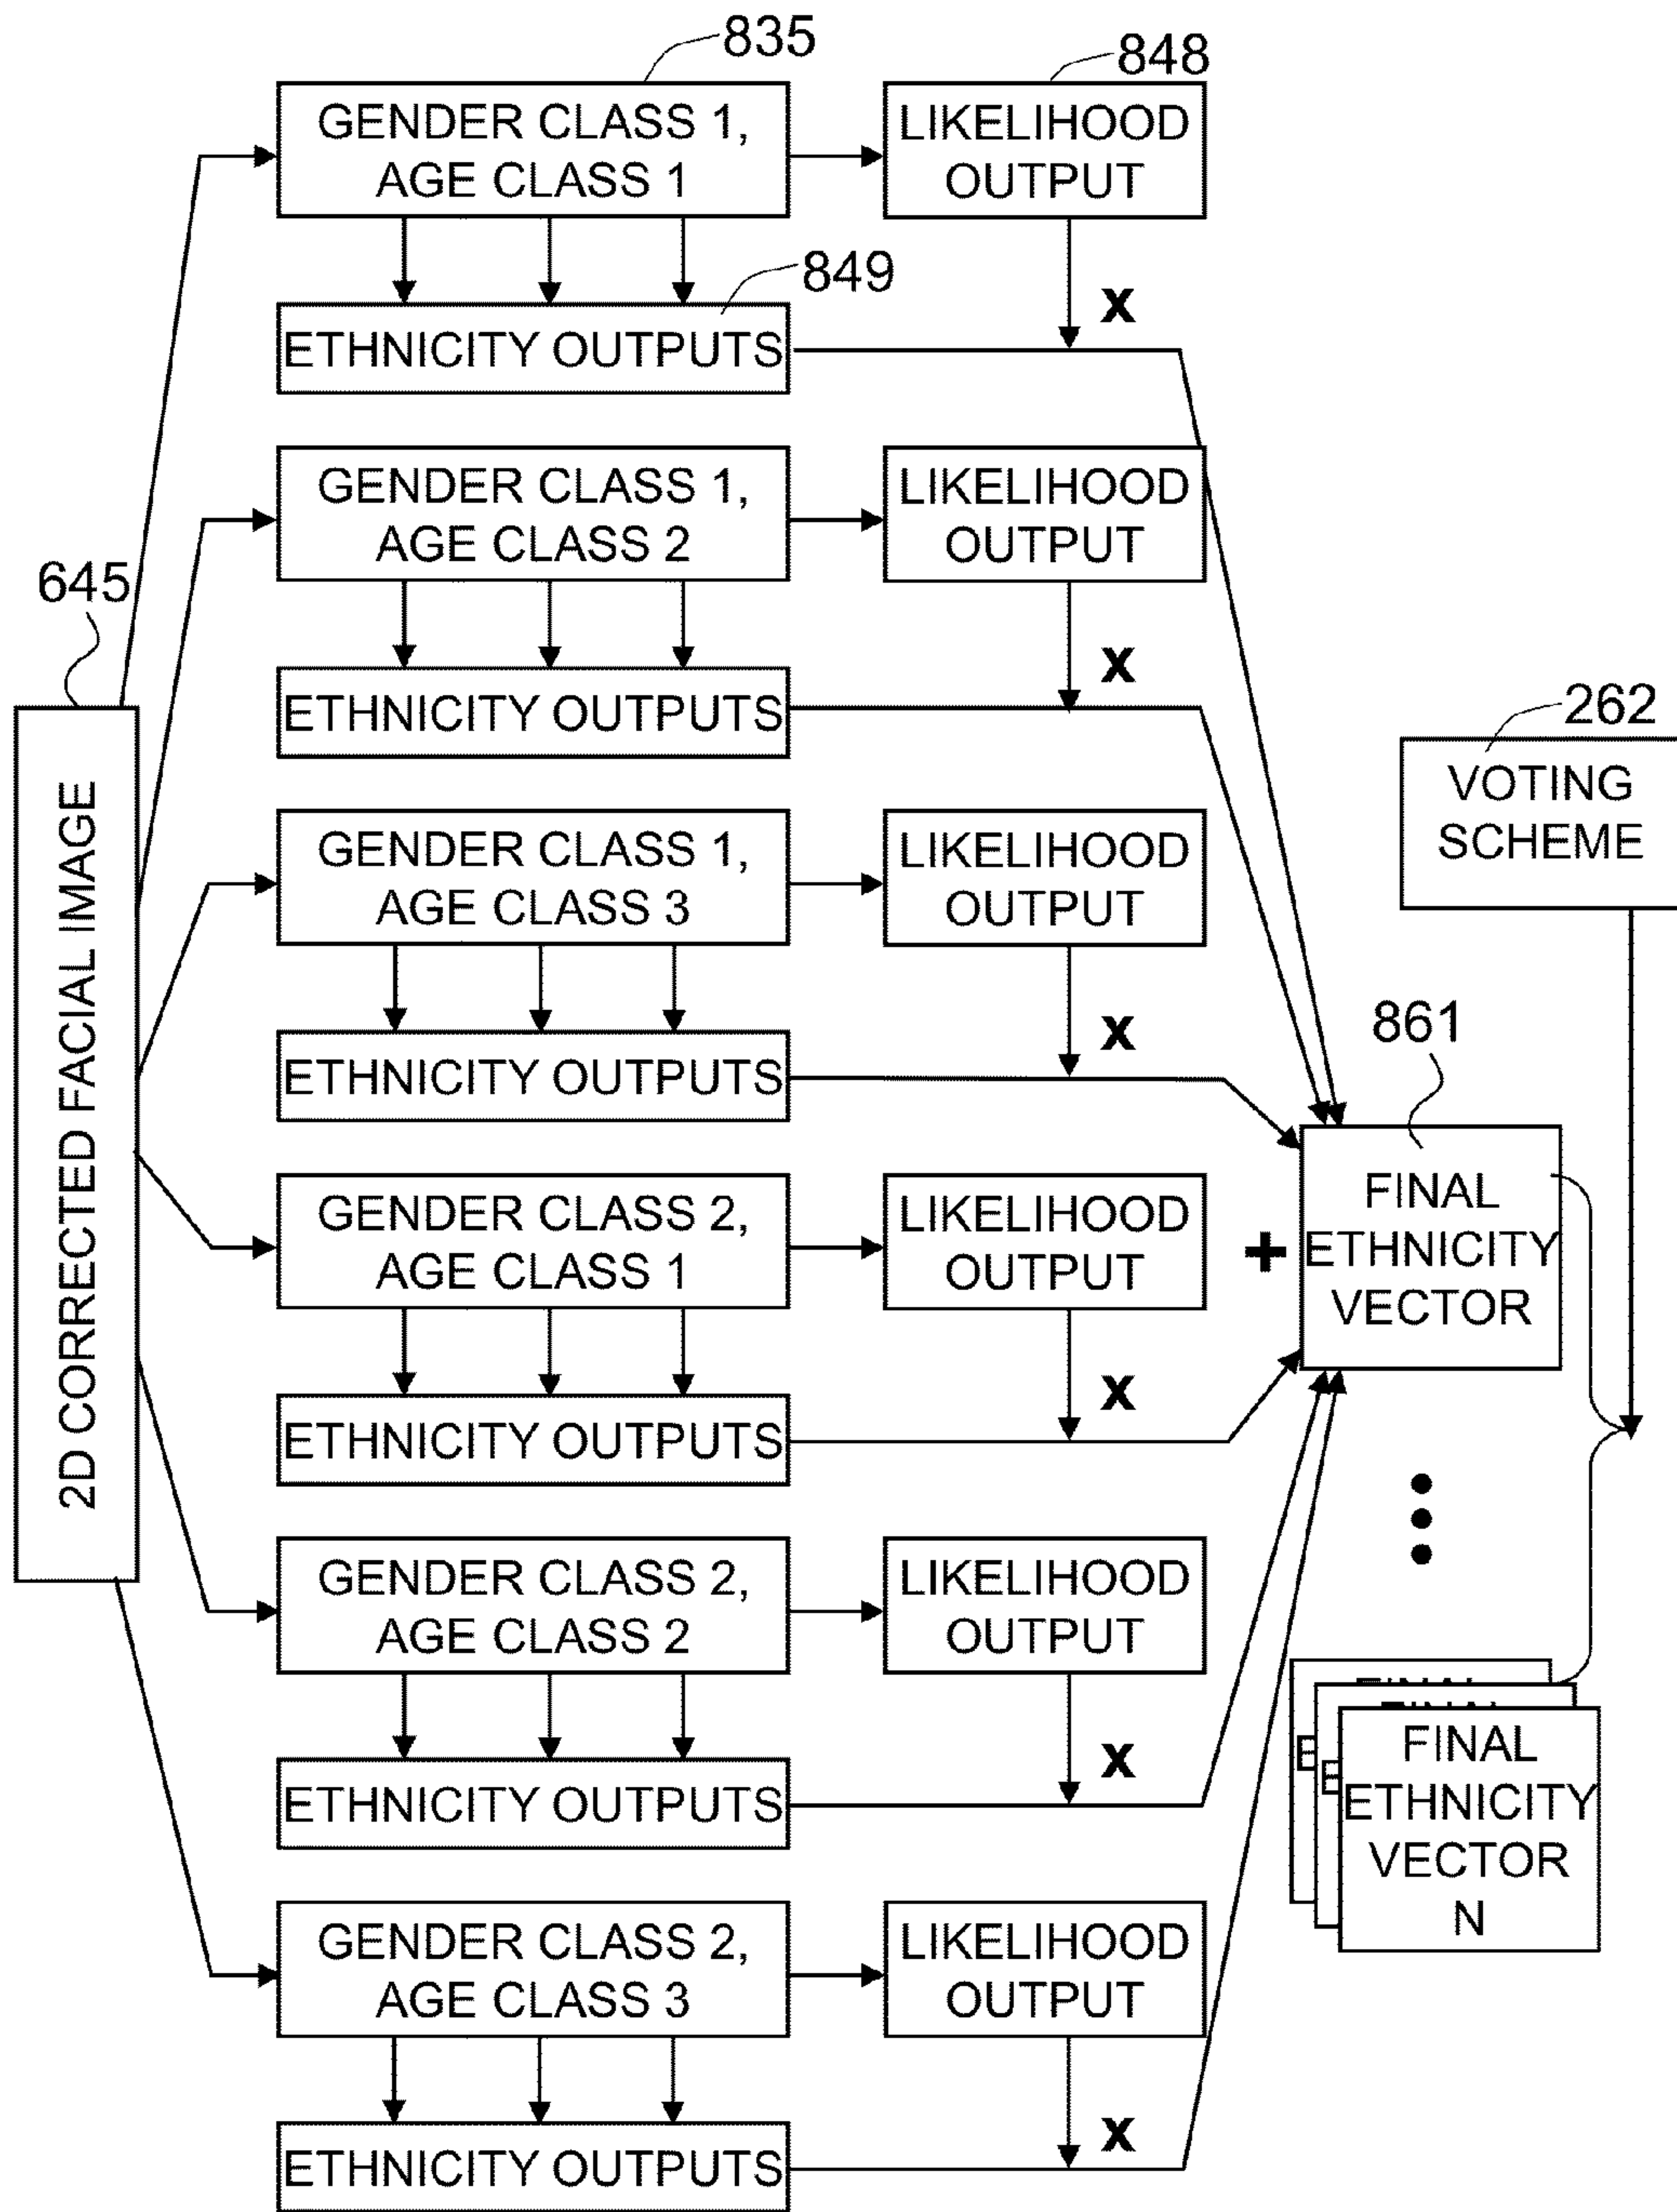 835
848
GENDER CLASS 1,
AGE CLASS 1
LIKELIHOOD
OUTPUT
849
X
ETHNICITY OUTPUTS
GENDER CLASS 1,
AGE CLASS 2
LIKELIHOOD
OUTPUT
645
X
ETHNICITY OUTPUTS
262
VOTING
SCHEME
2D CORRECTED FACIAL IMAGE
GENDER CLASS 1,
AGE CLASS 3
LIKELIHOOD
OUTPUT
X
ETHNICITY OUTPUTS
861
GENDER CLASS 2,
AGE CLASS 1
LIKELIHOOD
OUTPUT
+
FINAL
ETHNICITY
VECTOR
X
ETHNICITY OUTPUTS
GENDER CLASS 2,
AGE CLASS 2
LIKELIHOOD
OUTPUT
X
ETHNICITY OUTPUTS
FINAL
FINAL
FINAL
ETHNICITY
VECTOR
N
GENDER CLASS 2,
AGE CLASS 3
LIKELIHOOD
OUTPUT
X
ETHNICITY OUTPUTS